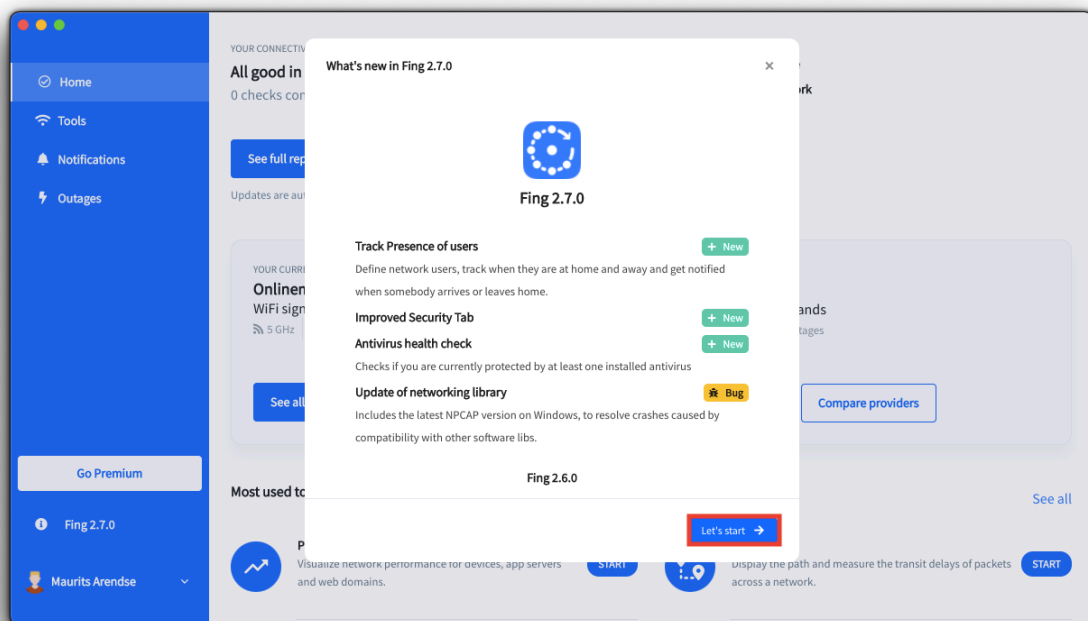 Home
Tools
Notifications
Outages
Go Premium
Fing 2.7.0
Maurits Arendse
YOUR CONNECTIV
All good in
0 checks con
See full rep
Updates are aut
YOUR CURRE
Onlinen
WiFi sign
5 GHz
See all
What's new in Fing 2.7.0
Fing 2.7.0
Track Presence of users
+ New
Define network users, track when they are at home and away and get notified
when somebody arrives or leaves home.
Improved Security Tab
+ New
Antivirus health check
+ New
Checks if you are currently protected by at least one installed antivirus
Update of networking library
Bug
Includes the latest NPCAP version on Windows, to resolve crashes caused by
compatibility with other software libs.
Fing 2.6.0
Let's start
rk
ands
tages
Compare providers
Most used to
See all
P
Visualize network performance for devices, app servers
and web domains.
START
Display the path and measure the transit delays of packets
across a network.
START